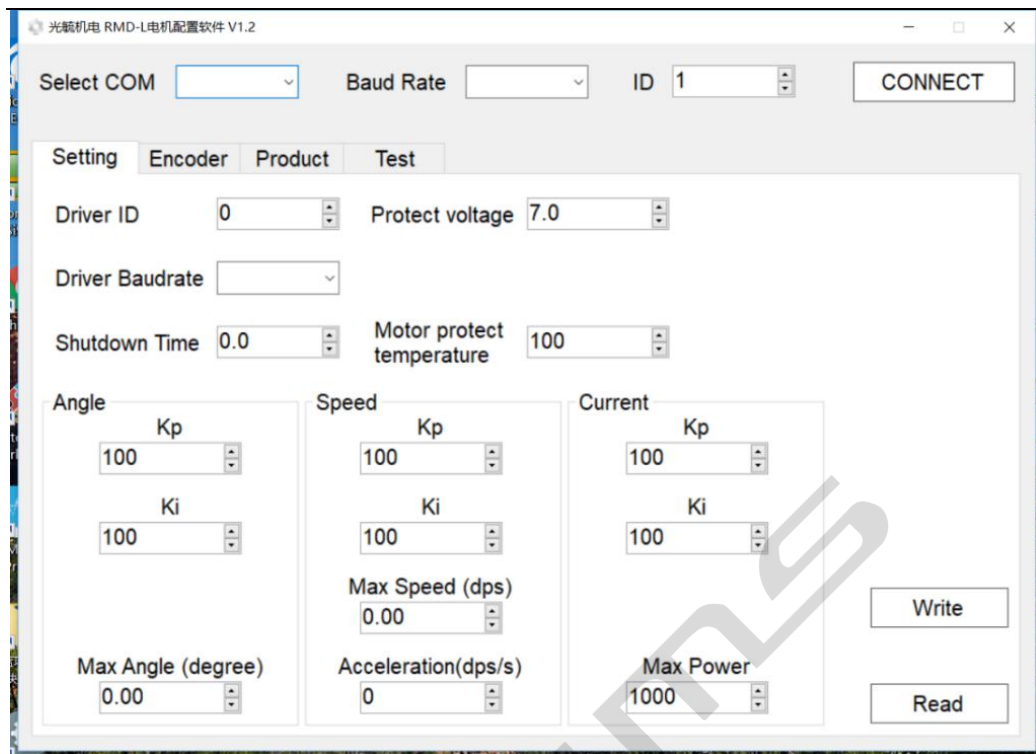 光毓机电 RMD-L电机配置软件 V1.2
Select COM Baud Rate ID 1 CONNECT
Setting Encoder Product Test
Driver ID 0 Protect voltage 7.0
Driver Baudrate
Shutdown Time 0.0 Motor protect
temperature 100
Angle Speed Current
Kp Kp Kp
100 100 100
Ki Ki Ki
100 100 100
Max Speed (dps)
0.00
Write
Max Angle (degree) Acceleration(dps/s) Max Power
0.00 0 1000
Read